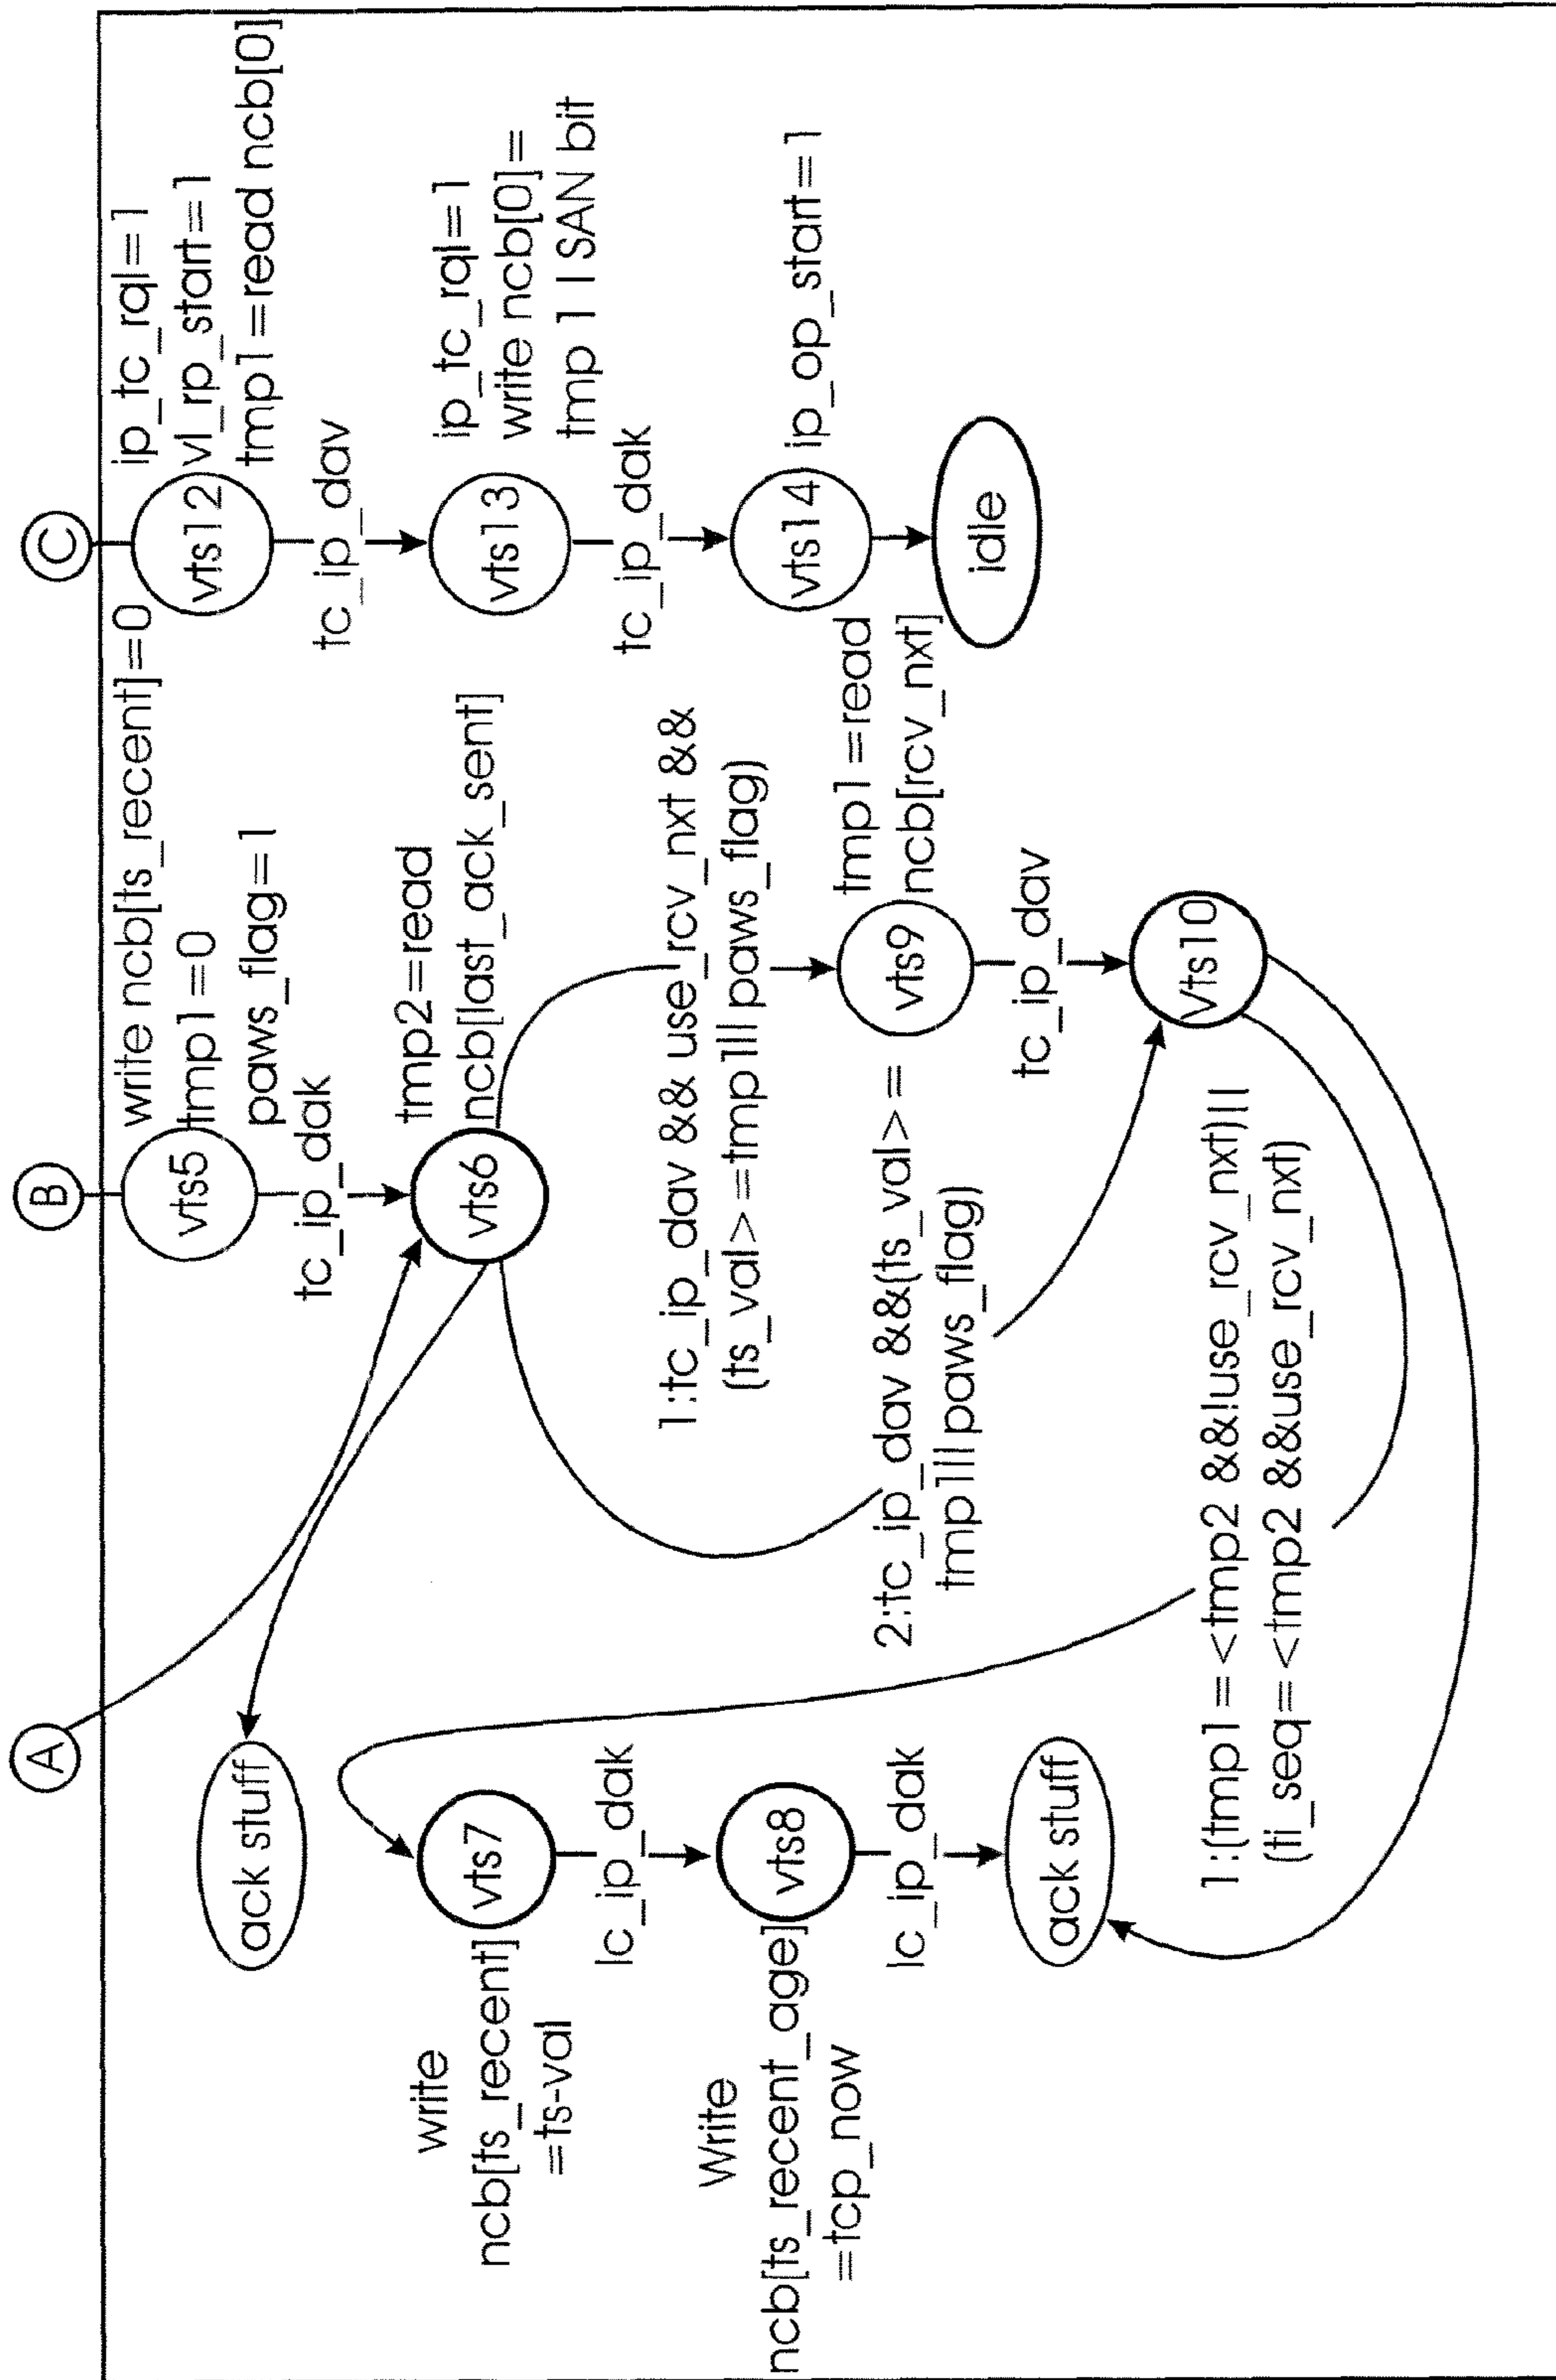 A
B
C
ack stuff
write
ncb[ts_recent]
=ts-val
vts7
lc_ip_dak
Write
ncb[ts_recent_age]
=tcp_now
vts8
lc_ip_dak
ack stuff
write ncb[ts_recent]=0
vts5
tmp1=0
paws_flag=1
tc_ip_dak
tmp2=read
vts6
ncb[last_ack_sent]
1:tc_ip_dav && use_rcv_nxt &&
(ts_val>=tmp1||paws_flag)
tmp1=read
vts9
ncb[rcv_nxt]
2:tc_ip_dav &&(ts_val>=
tmp1||paws_flag)
tc_ip_dav
Vts10
1:(tmp1=<tmp2 &&!use_rcv_nxt)||
(ti_seq=<tmp2 &&use_rcv_nxt)
ip_tc_rql=1
vts12
vl_rp_start=1
tmp1=read ncb[0]
tc_ip_dav
ip_tc_rql=1
vts13
write ncb[0]=
tmp 1 | SAN bit
tc_ip_dak
vts14
ip_op_start=1
idle